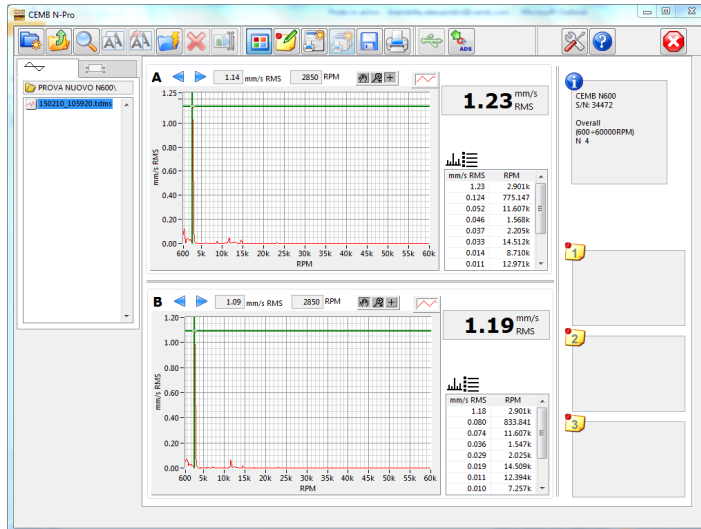 CEMB N-Pro
ADS
PROVA NUOVO N600\
150210_105920.tdms
A
1.14 mm/s RMS 2850 RPM
1.25
1.00
0.80
0.60
0.40
0.20
0.00
mm/s RMS
600 5k 10k 15k 20k 25k 30k 35k 40k 45k 50k 55k 60k
RPM
1.23 mm/s RMS
mm/s RMS RPM
1.23 2.901k
0.124 775.147
0.052 11.607k
0.046 1.568k
0.037 2.205k
0.033 14.512k
0.014 8.710k
0.011 12.971k
B
1.09 mm/s RMS 2850 RPM
1.20
1.00
0.80
0.60
0.40
0.20
0.00
mm/s RMS
600 5k 10k 15k 20k 25k 30k 35k 40k 45k 50k 55k 60k
RPM
1.19 mm/s RMS
mm/s RMS RPM
1.18 2.901k
0.080 833.841
0.074 11.607k
0.036 1.547k
0.029 2.025k
0.019 14.509k
0.011 12.394k
0.010 7.257k
CEMB N600
S/N: 34472
Overall
(600÷60000RPM)
N 4
1
2
3